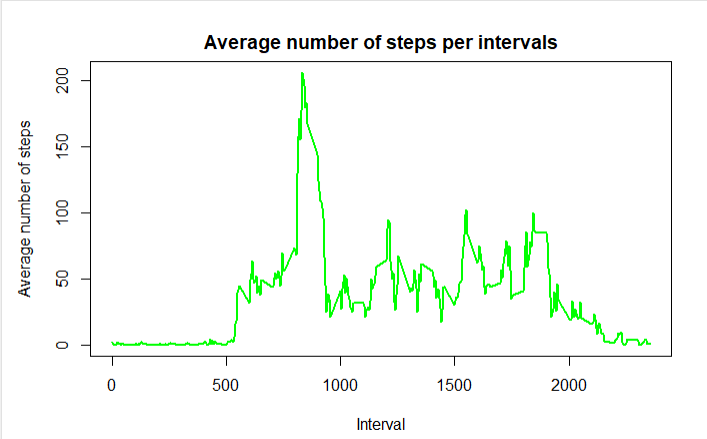 Average number of steps per intervals
Average number of steps
200
150
100
50
0
0 500 1000 1500 2000
Interval